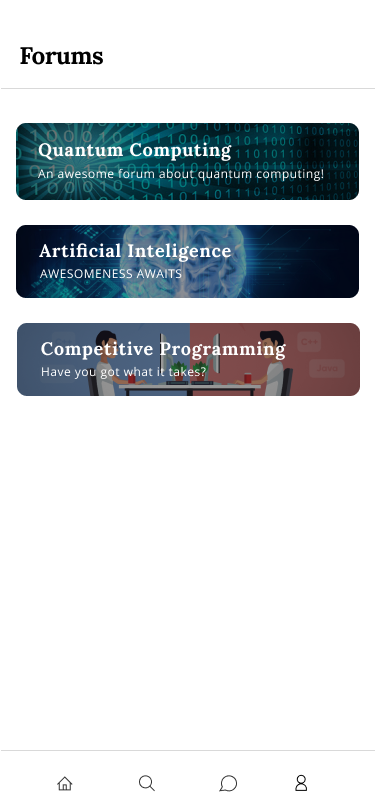 Forums
Quantum Computing
An awesome forum about quantum computing!
Artificial Inteligence
AWESOMENESS AWAITS
Competitive Programming
Have you got what it takes?
C++